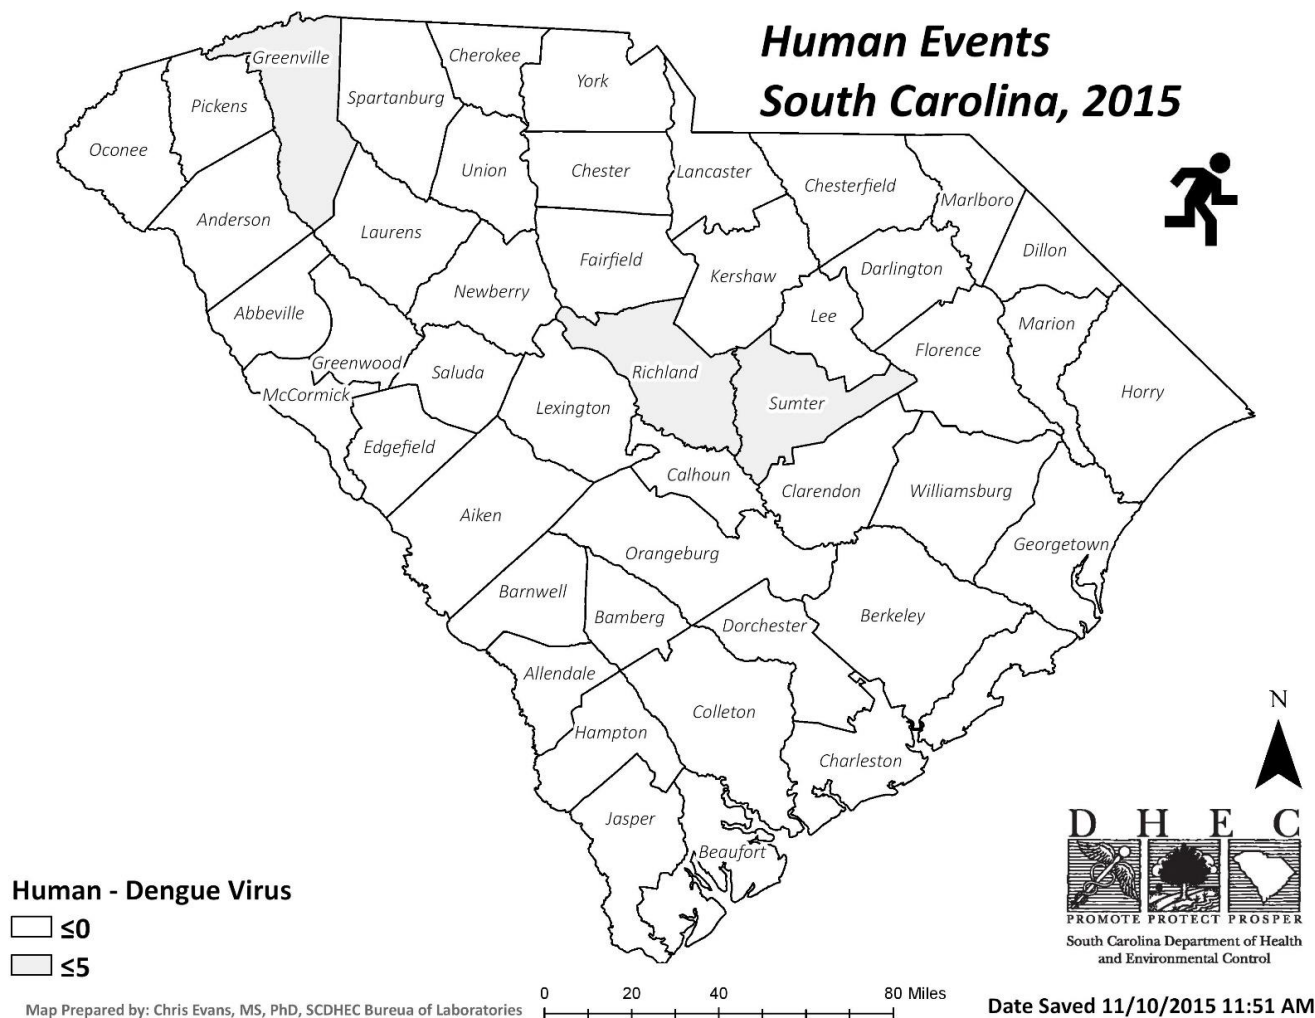 Human Events
South Carolina, 2015
Greenville
Cherokee
York
Spartanburg
Pickens
Oconee
Union
Chester
Lancaster
Chesterfield
Marlboro
Anderson
Laurens
Dillon
Fairfield
Kershaw
Darlington
Newberry
Abbeville
Lee
Marion
Florence
Greenwood
Saluda
Richland
McCormick
Lexington
Sumter
Horry
Edgefield
Calhoun
Clarendon
Williamsburg
Aiken
Georgetown
Orangeburg
Barnwell
Bamberg
Dorchester
Berkeley
Allendale
Colleton
Hampton
Charleston
Jasper
Beaufort
N
D H E C
PROMOTE PROTECT PROSPER
South Carolina Department of Health
and Environmental Control
Human - Dengue Virus
≤0
≤5
0 20 40 80 Miles
Map Prepared by: Chris Evans, MS, PhD, SCDHEC Bureua of Laboratories
Date Saved 11/10/2015 11:51 AM